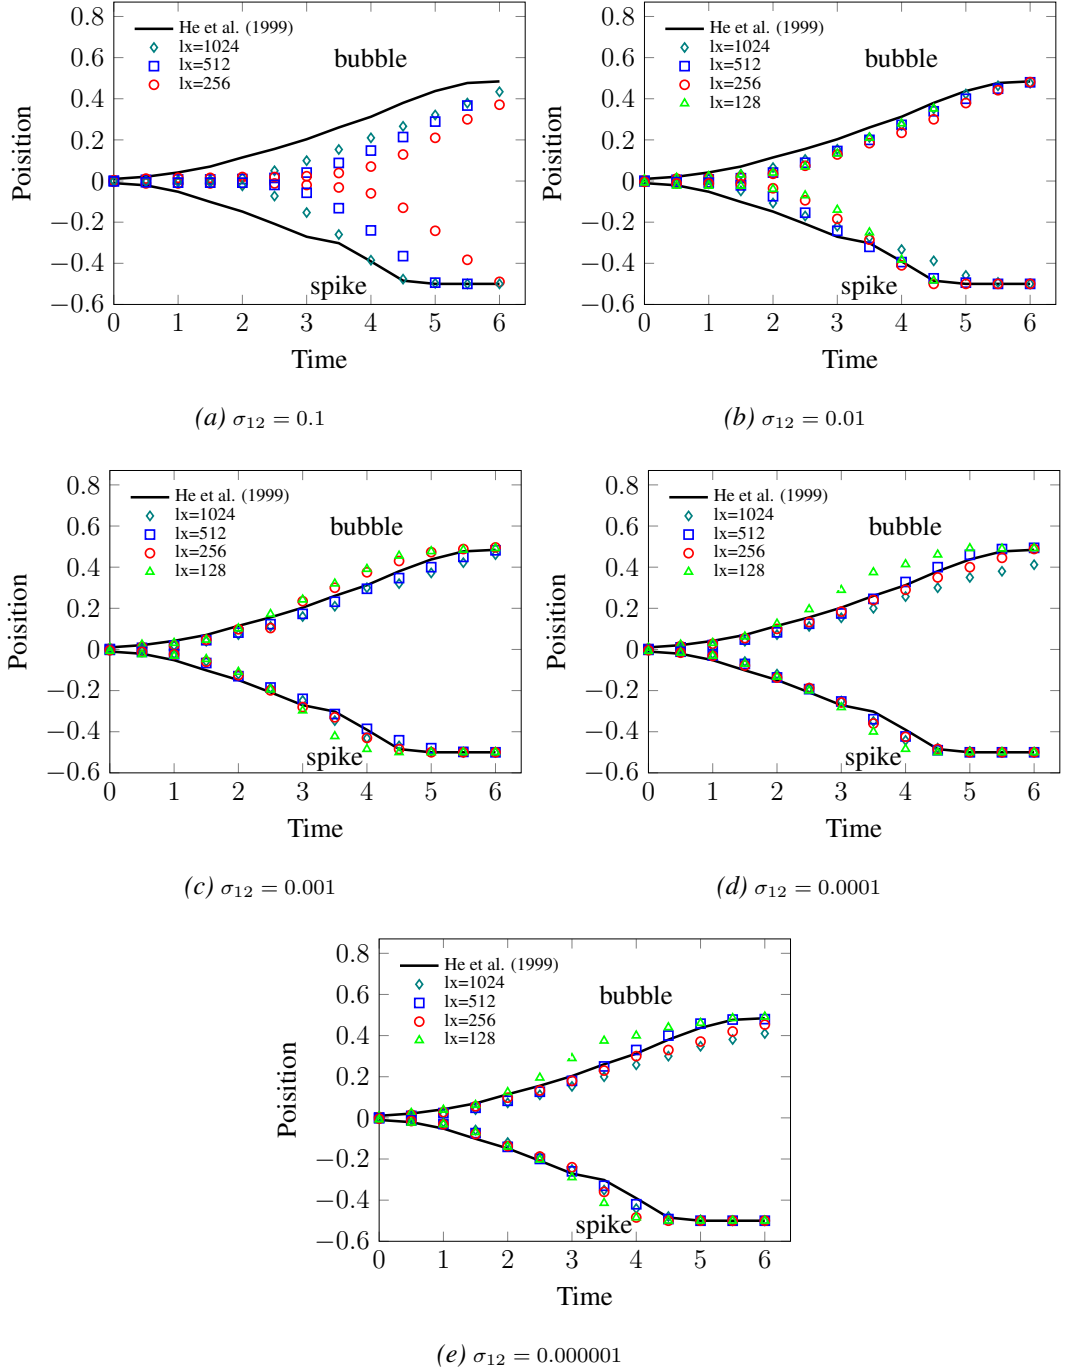 0.8
0.4
0.2
0
−0.2
−0.4
−0.6
Poisition
He et al. (1999)
lx=1024
lx=512
lx=256
bubble
spike
0 1 2 3 4 5 6
Time
(a) σ12 = 0.1
0.8
0.4
0.2
0
−0.2
−0.4
−0.6
Poisition
He et al. (1999)
lx=1024
lx=512
lx=256
lx=128
bubble
spike
0 1 2 3 4 5 6
Time
(b) σ12 = 0.01
0.8
0.6
0.4
0.2
0
−0.2
−0.4
−0.6
Poisition
He et al. (1999)
lx=1024
lx=512
lx=256
lx=128
bubble
spike
0 1 2 3 4 5 6
Time
(c) σ12 = 0.001
0.8
0.6
0.4
0.2
0
−0.2
−0.4
−0.6
Poisition
He et al. (1999)
lx=1024
lx=512
lx=256
lx=128
bubble
spike
0 1 2 3 4 5 6
Time
(d) σ12 = 0.0001
0.8
0.6
0.4
0.2
0
−0.2
−0.4
−0.6
Poisition
He et al. (1999)
lx=1024
lx=512
lx=256
lx=128
bubble
spike
0 1 2 3 4 5 6
Time
(e) σ12 = 0.000001